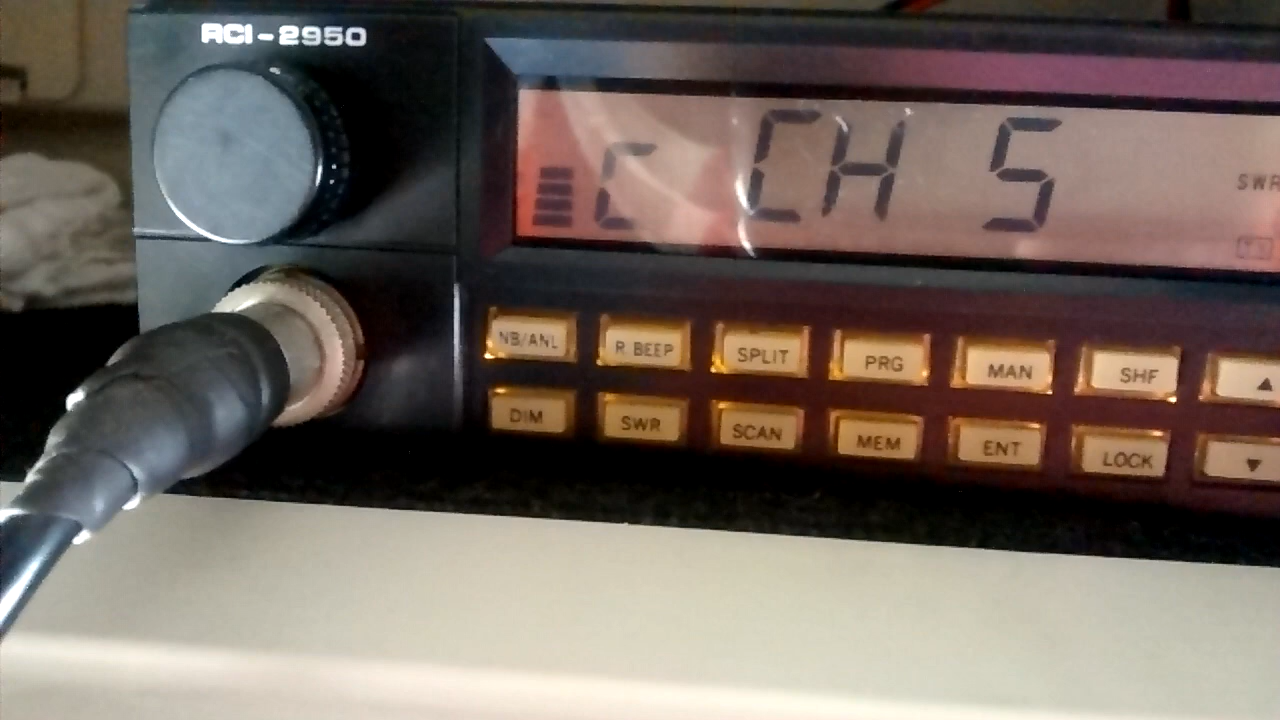 RCI-2950
C CH 5
SWR
NB/ANL R.BEEP SPLIT PRG MAN SHF ▲
DIM SWR SCAN MEM ENT LOCK ▼